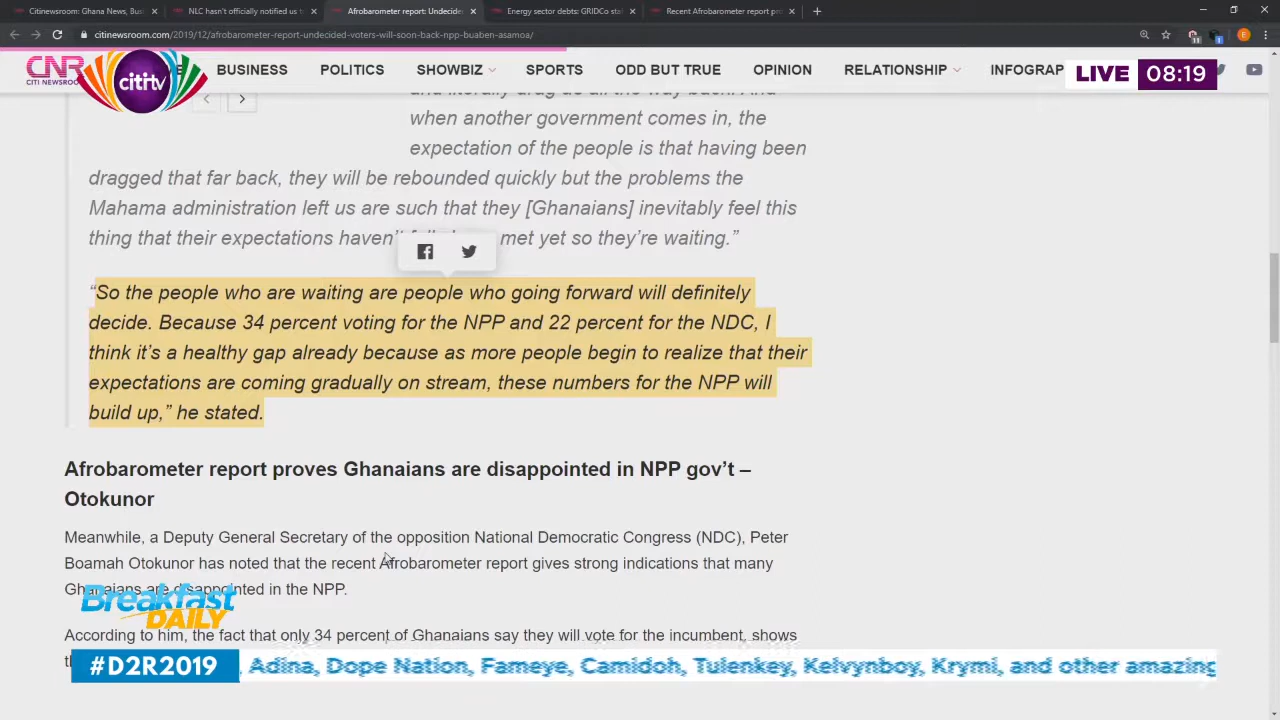 Citinewsroom: Ghana News, Bus
NLC hasn't officially notified us t
Afrobarometer report: Undecide
Energy sector debts: GRIDCo sta
Recent Afrobarometer report pro
citinewsroom.com/2019/12/afrobarometer-report-undecided-voters-will-soon-back-npp-buaben-asamoa/
CNR
CITI NEWSROOM
citi tv
BUSINESS
POLITICS
SHOWBIZ
SPORTS
ODD BUT TRUE
OPINION
RELATIONSHIP
INFOGRAP
LIVE
08:19
and literally drag us all the way back. And
when another government comes in, the
expectation of the people is that having been
dragged that far back, they will be rebounded quickly but the problems the
Mahama administration left us are such that they [Ghanaians] inevitably feel this
thing that their expectations haven't met yet so they're waiting.”
“So the people who are waiting are people who going forward will definitely
decide. Because 34 percent voting for the NPP and 22 percent for the NDC, I
think it's a healthy gap already because as more people begin to realize that their
expectations are coming gradually on stream, these numbers for the NPP will
build up,” he stated.
Afrobarometer report proves Ghanaians are disappointed in NPP gov't –
Otokunor
Meanwhile, a Deputy General Secretary of the opposition National Democratic Congress (NDC), Peter
Boamah Otokunor has noted that the recent Afrobarometer report gives strong indications that many
Ghanaians are disappointed in the NPP.
Breakfast
DAILY
According to him, the fact that only 34 percent of Ghanaians say they will vote for the incumbent, shows
#D2R2019
, Adina, Dope Nation, Fameye, Camidoh, Tulenkey, Kelvynboy, Krymi, and other amazing